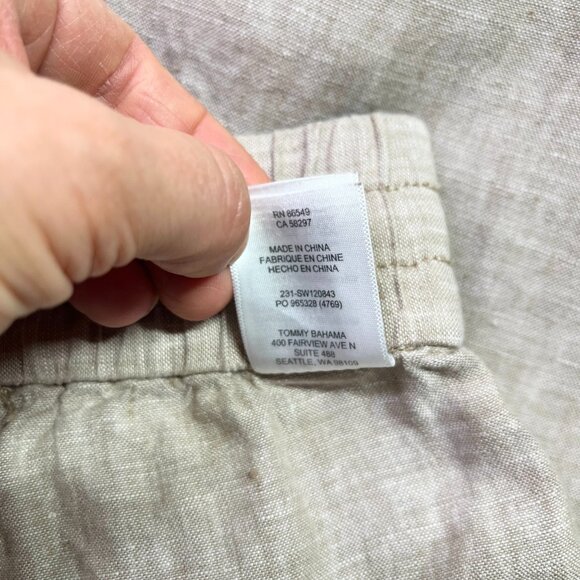 RN 86549
CA 58297
MADE IN CHINA
FABRIQUE EN CHINE
HECHO EN CHINA
231-SW120843
PO 965328 (4769)
TOMMY BAHAMA
400 FAIRVIEW AVE N
SUITE 488
SEATTLE, WA 98109